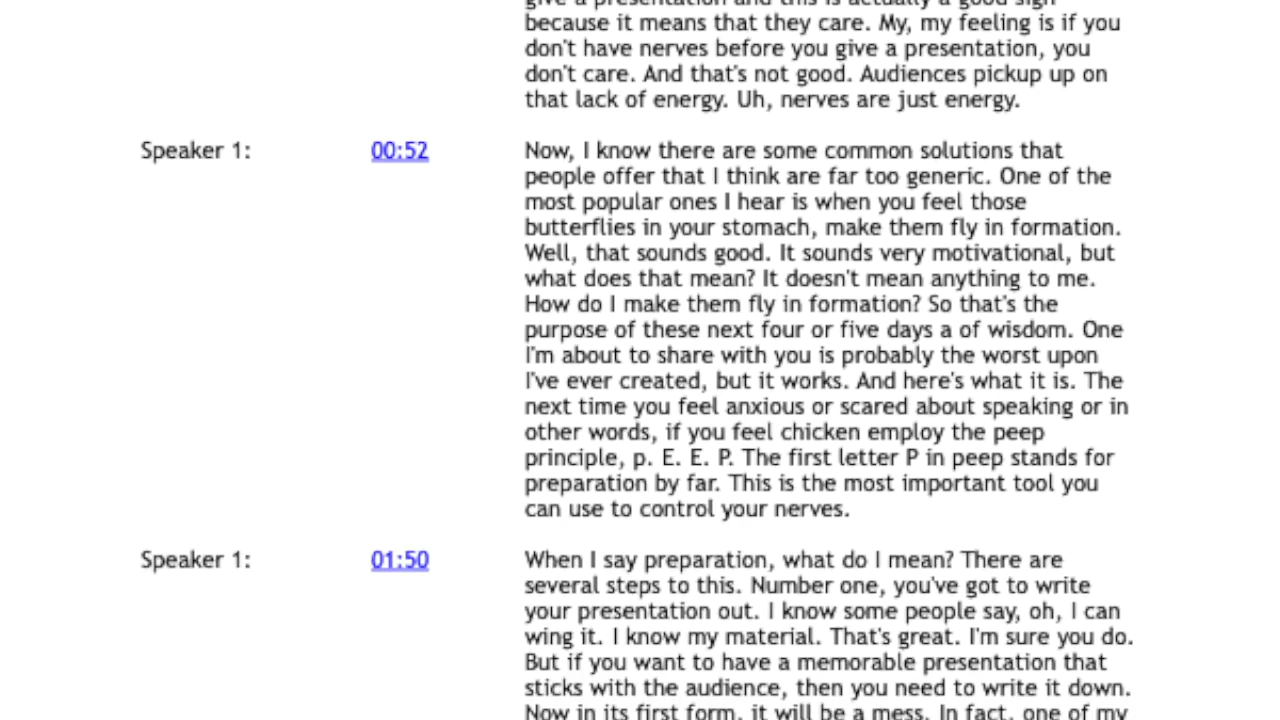 give a presentation and this is actually a good sign
because it means that they care. My, my feeling is if you
don't have nerves before you give a presentation, you
don't care. And that's not good. Audiences pickup up on
that lack of energy. Uh, nerves are just energy.
Speaker 1: 00:52 Now, I know there are some common solutions that
people offer that I think are far too generic. One of the
most popular ones I hear is when you feel those
butterflies in your stomach, make them fly in formation.
Well, that sounds good. It sounds very motivational, but
what does that mean? It doesn't mean anything to me.
How do I make them fly in formation? So that's the
purpose of these next four or five days a of wisdom. One
I'm about to share with you is probably the worst upon
I've ever created, but it works. And here's what it is. The
next time you feel anxious or scared about speaking or in
other words, if you feel chicken employ the peep
principle, p. E. E. P. The first letter P in peep stands for
preparation by far. This is the most important tool you
can use to control your nerves.
Speaker 1: 01:50 When I say preparation, what do I mean? There are
several steps to this. Number one, you've got to write
your presentation out. I know some people say, oh, I can
wing it. I know my material. That's great. I'm sure you do.
But if you want to have a memorable presentation that
sticks with the audience, then you need to write it down.
Now in its first form, it will be a mess. In fact, one of my